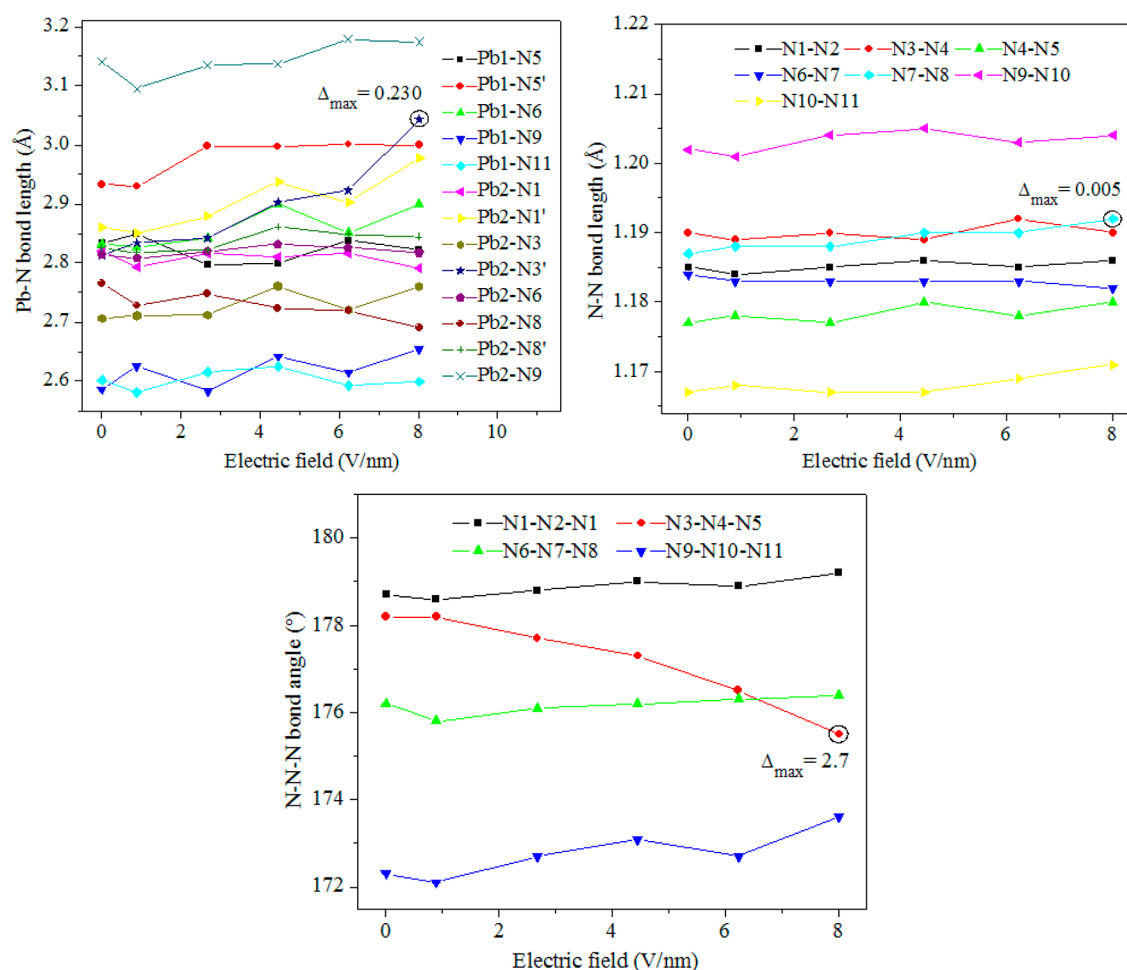 3.2
3.1
3.0
2.9
2.8
2.7
2.6
Pb-N bond length (Å)
Δmax= 0.230
Pb1-N5
Pb1-N5'
Pb1-N6
Pb1-N9
Pb1-N11
Pb2-N1
Pb2-N1'
Pb2-N3
Pb2-N3'
Pb2-N6
Pb2-N8
Pb2-N8'
Pb2-N9
0 2 4 6 8 10
Electric field (V/nm)
1.22
1.21
1.20
1.19
1.18
1.17
N-N bond length (Å)
N1-N2 N3-N4 N4-N5
N6-N7 N7-N8 N9-N10
N10-N11
Δmax= 0.005
0 2 4 6 8
Electric field (V/nm)
180
178
176
174
172
N-N-N bond angle (°)
N1-N2-N1 N3-N4-N5
N6-N7-N8 N9-N10-N11
Δmax= 2.7
0 2 4 6 8
Electric field (V/nm)